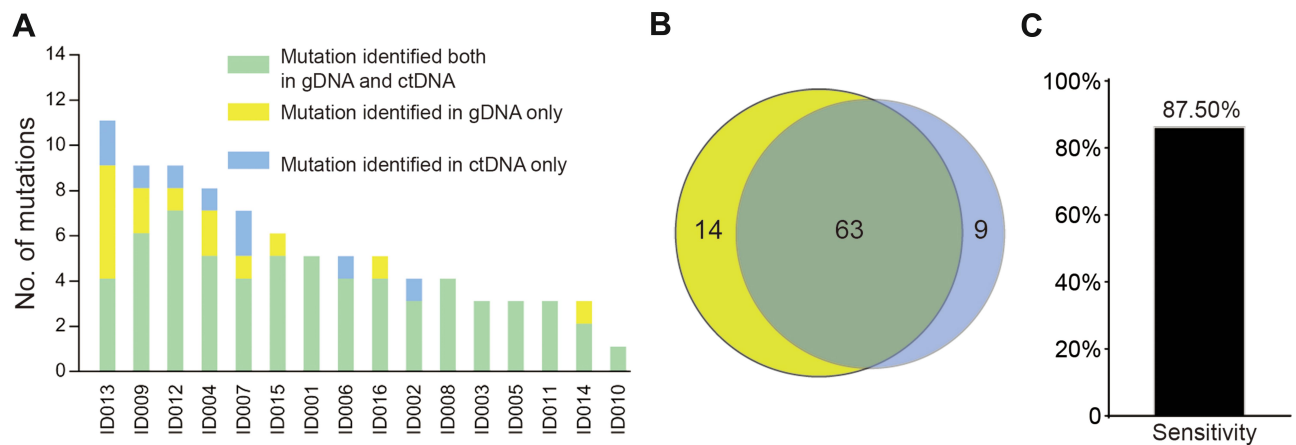 A
No. of mutations
14
12
10
8
6
4
2
0
Mutation identified both
in gDNA and ctDNA
Mutation identified in gDNA only
Mutation identified in ctDNA only
ID013
ID009
ID012
ID004
ID007
ID015
ID001
ID006
ID016
ID002
ID008
ID003
ID005
ID011
ID014
ID010
B
14
63
9
C
100%
80%
60%
40%
20%
0
87.50%
Sensitivity